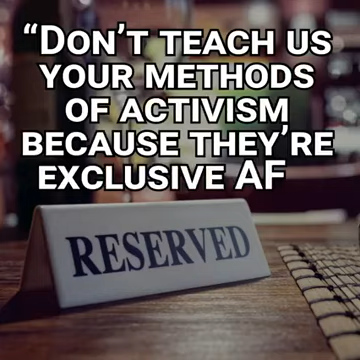 “DON’T TEACH US
YOUR METHODS
OF ACTIVISM
BECAUSE THEY’RE
EXCLUSIVE AF
RESERVED